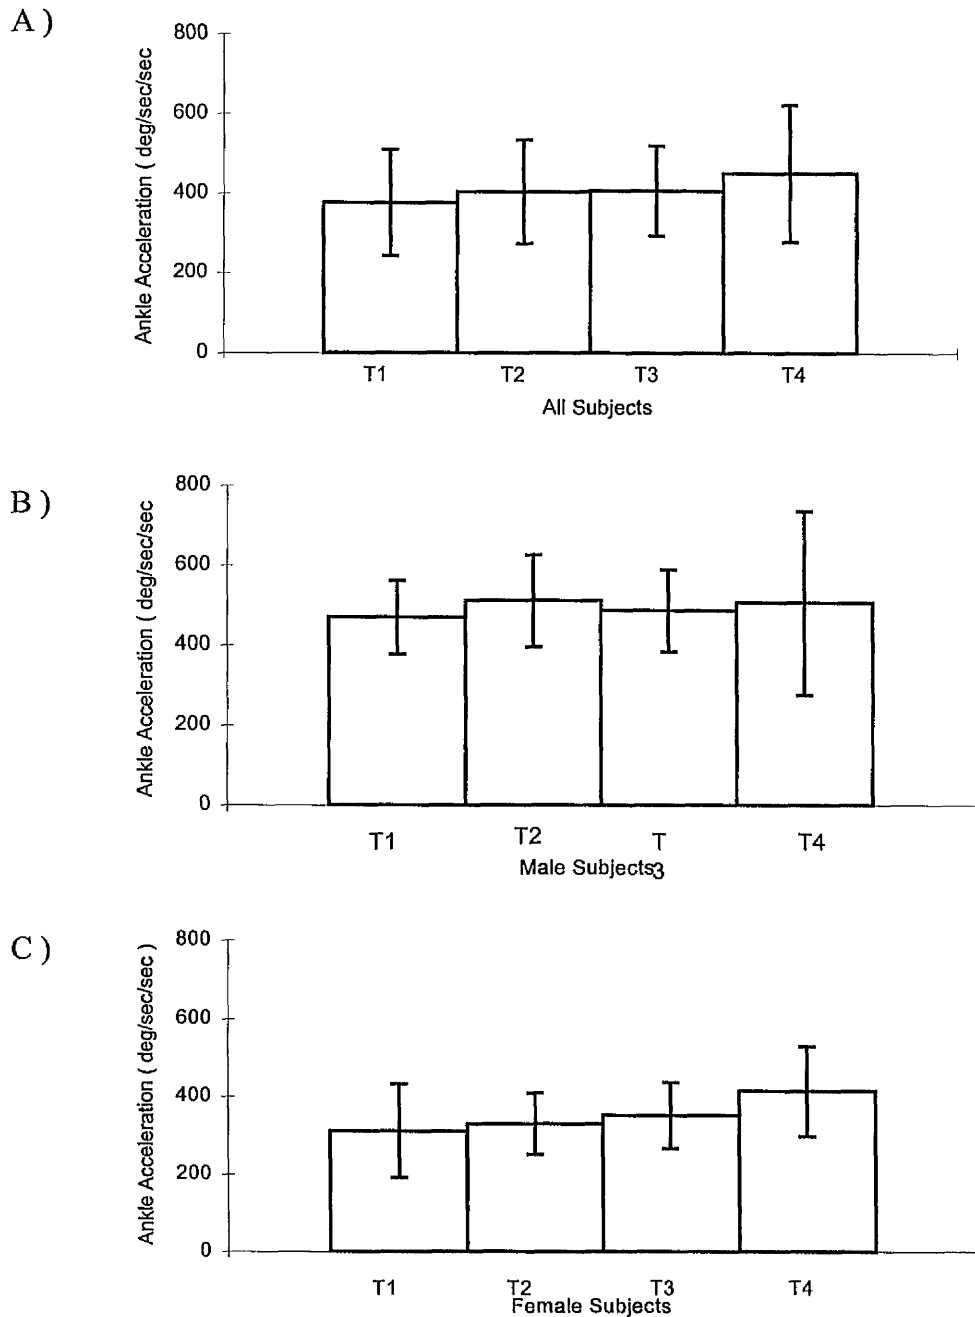 A )
Ankle Acceleration ( deg/sec/sec
800
600
400
200
0
T1 T2 T3 T4
All Subjects
B )
Ankle Acceleration ( deg/sec/sec
800
600
400
200
0
T1 T2 T T4
Male Subjects3
C )
Ankle Acceleration ( deg/sec/sec )
800
600
400
200
0
T1 T2 T3 T4
Female Subjects